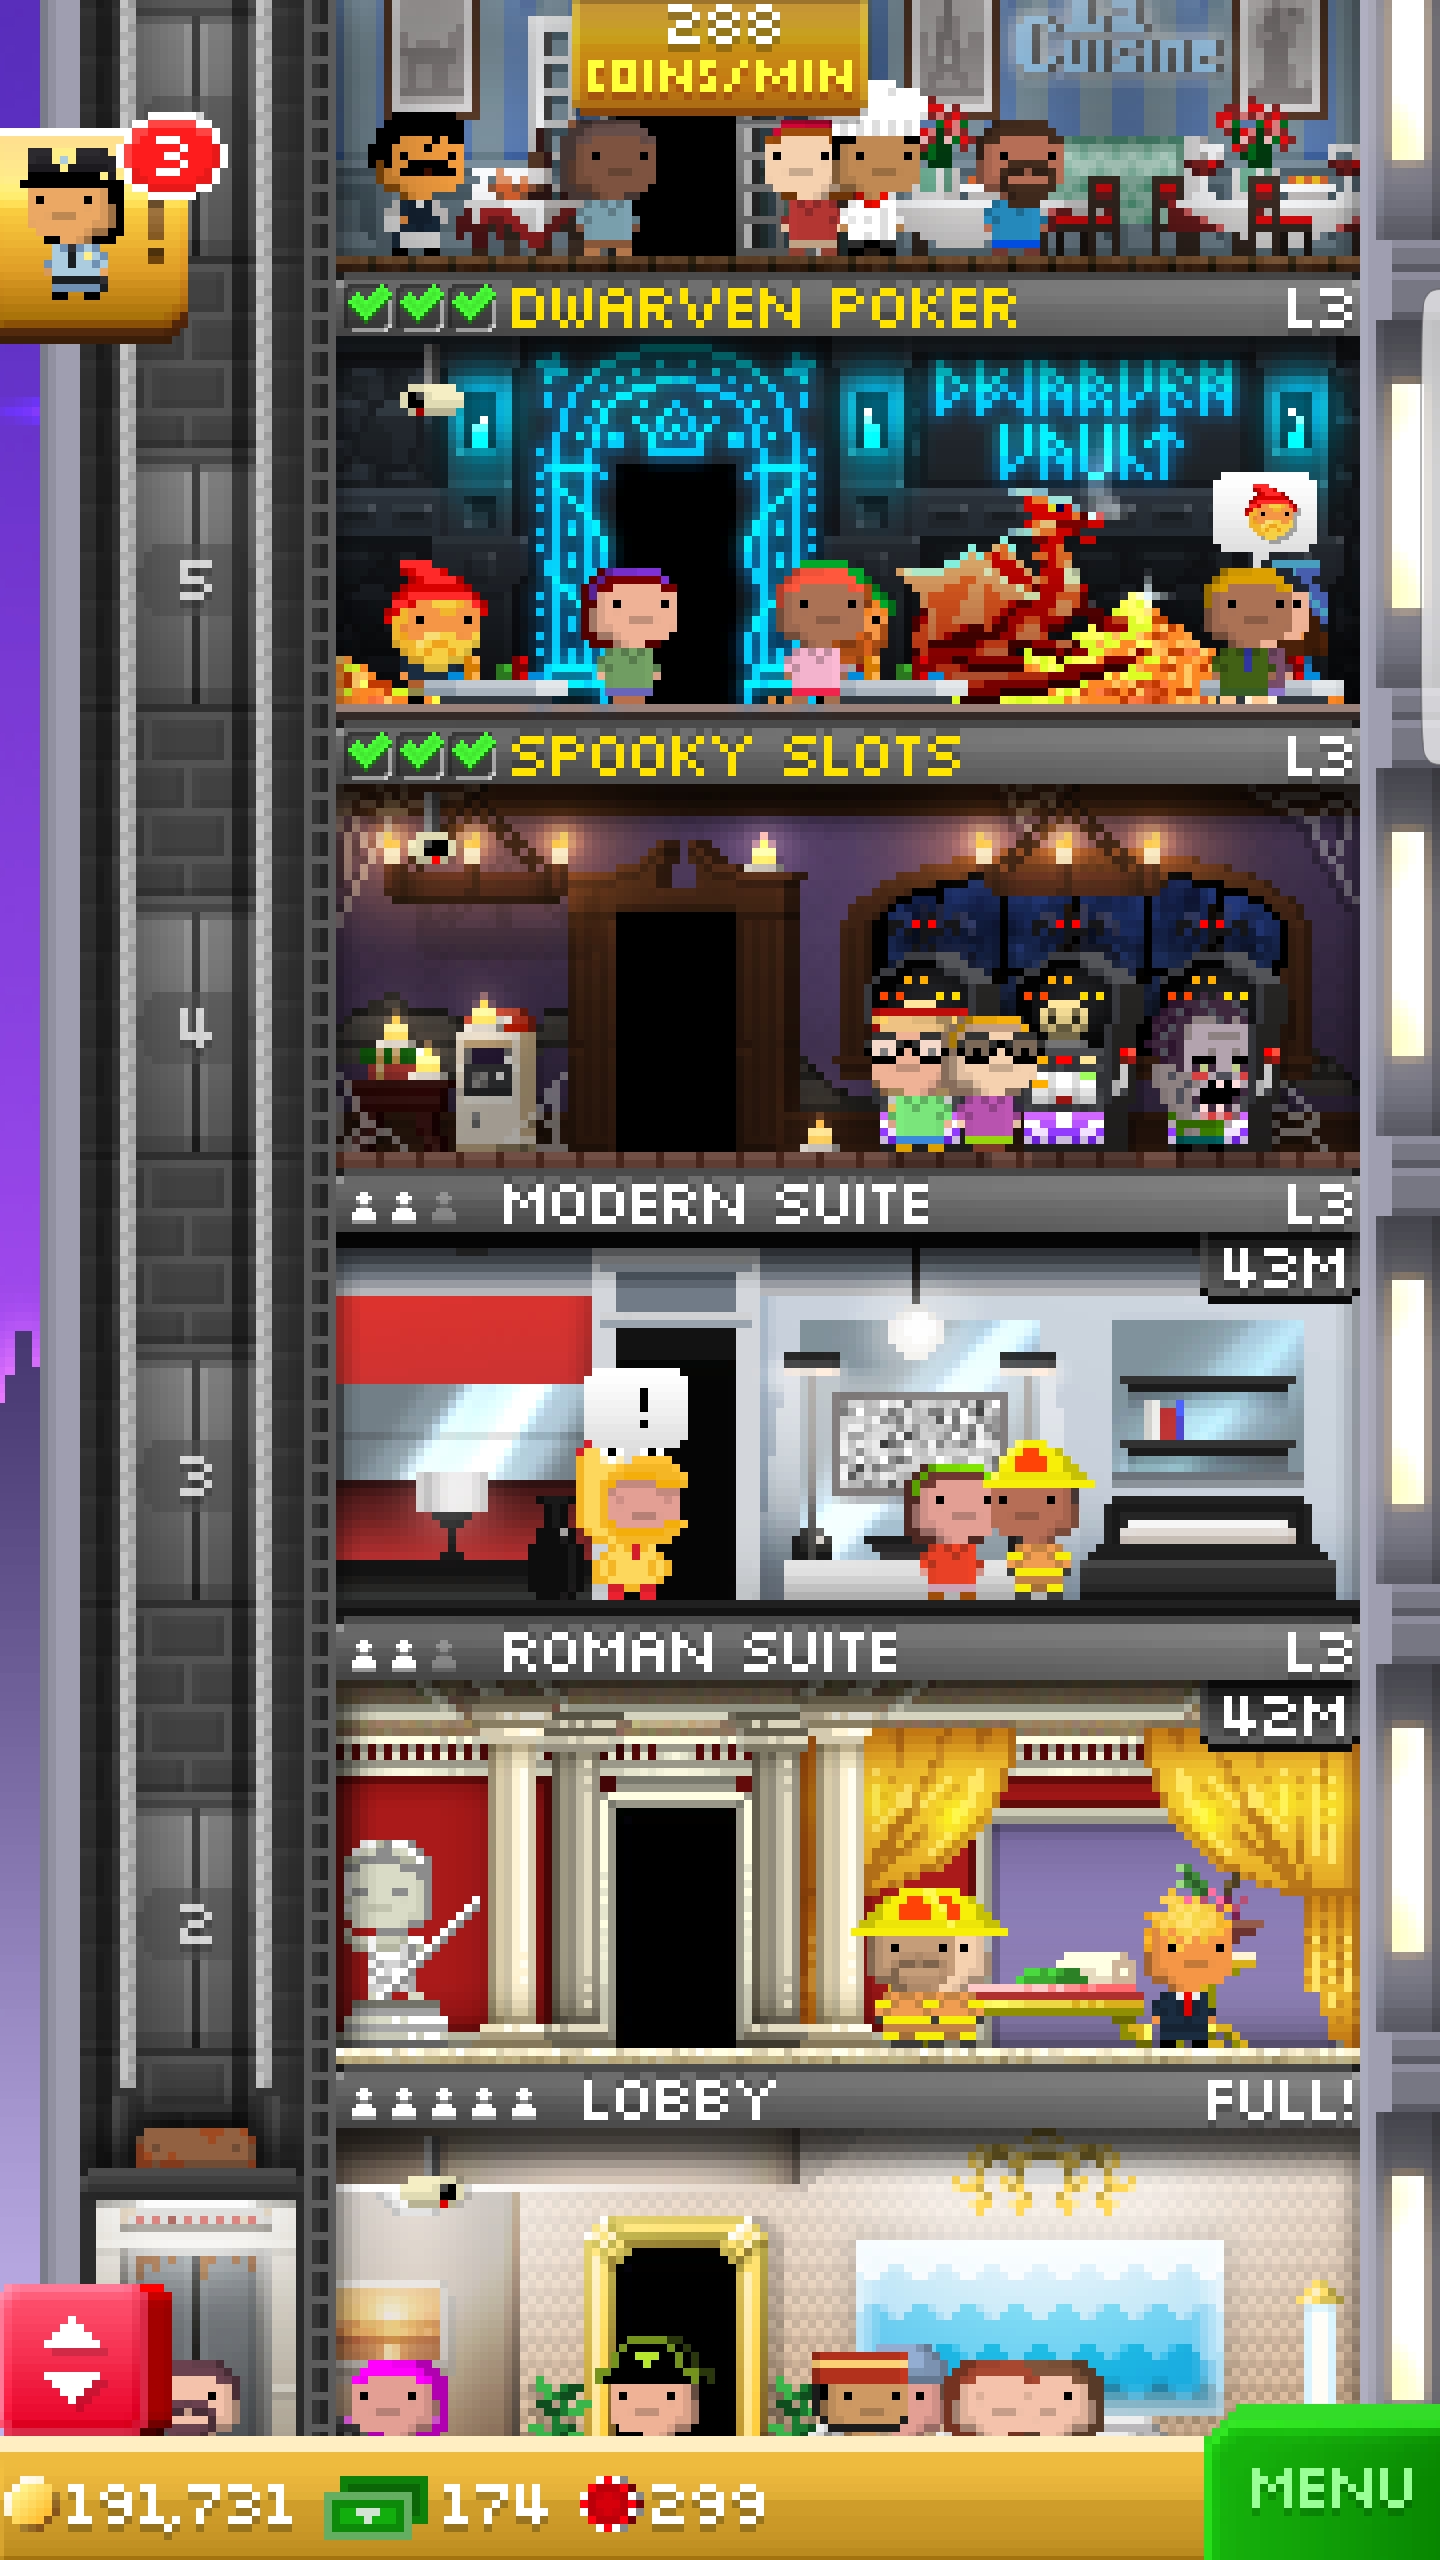 La
Cuisine
288
COINS/MIN
3
!
DWARVEN POKER L3
DWARVEN
VAULT
5
SPOOKY SLOTS L3
4
MODERN SUITE L3
43M
!
3
ROMAN SUITE L3
42M
2
LOBBY FULL!
191,731 174 299
MENU